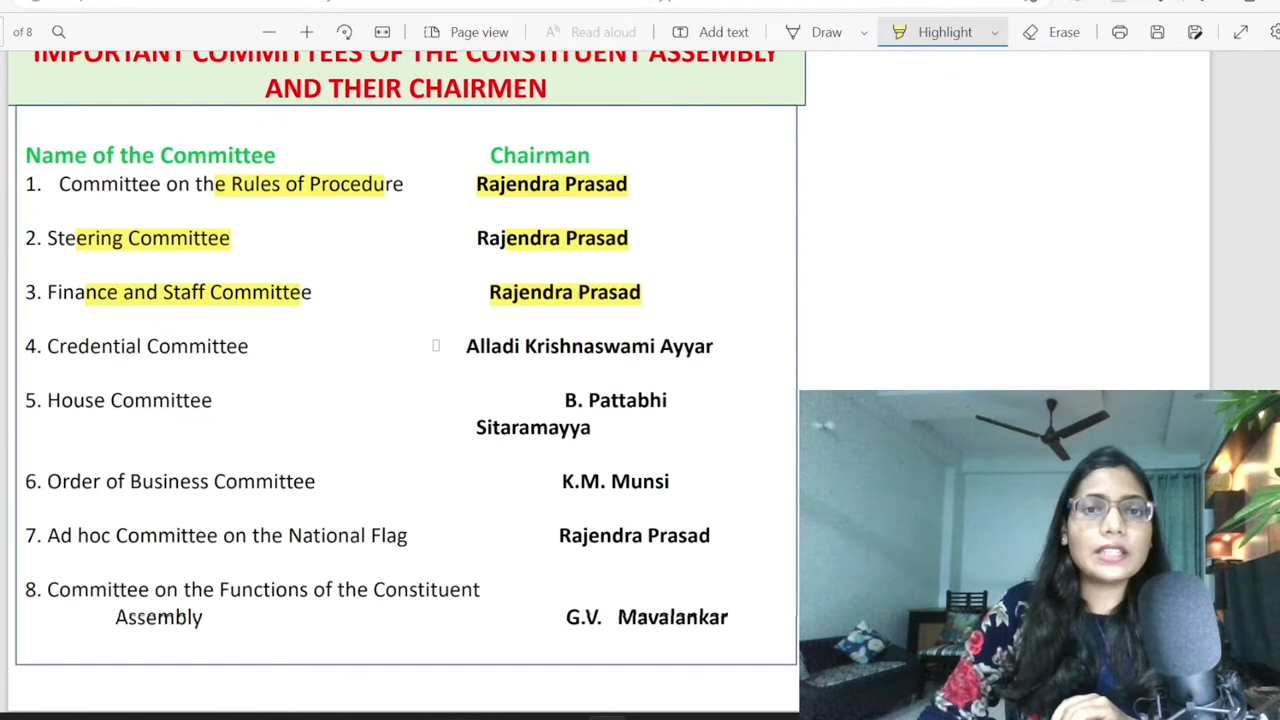 of 8
Page view
Read aloud
Add text
Draw
Highlight
Erase
IMPORTANT COMMITTEES OF THE CONSTITUENT ASSEMBLY
AND THEIR CHAIRMEN
Name of the Committee Chairman
1. Committee on the Rules of Procedure Rajendra Prasad
2. Steering Committee Rajendra Prasad
3. Finance and Staff Committee Rajendra Prasad
4. Credential Committee Alladi Krishnaswami Ayyar
5. House Committee B. Pattabhi
Sitaramayya
6. Order of Business Committee K.M. Munsi
7. Ad hoc Committee on the National Flag Rajendra Prasad
8. Committee on the Functions of the Constituent
Assembly G.V. Mavalankar